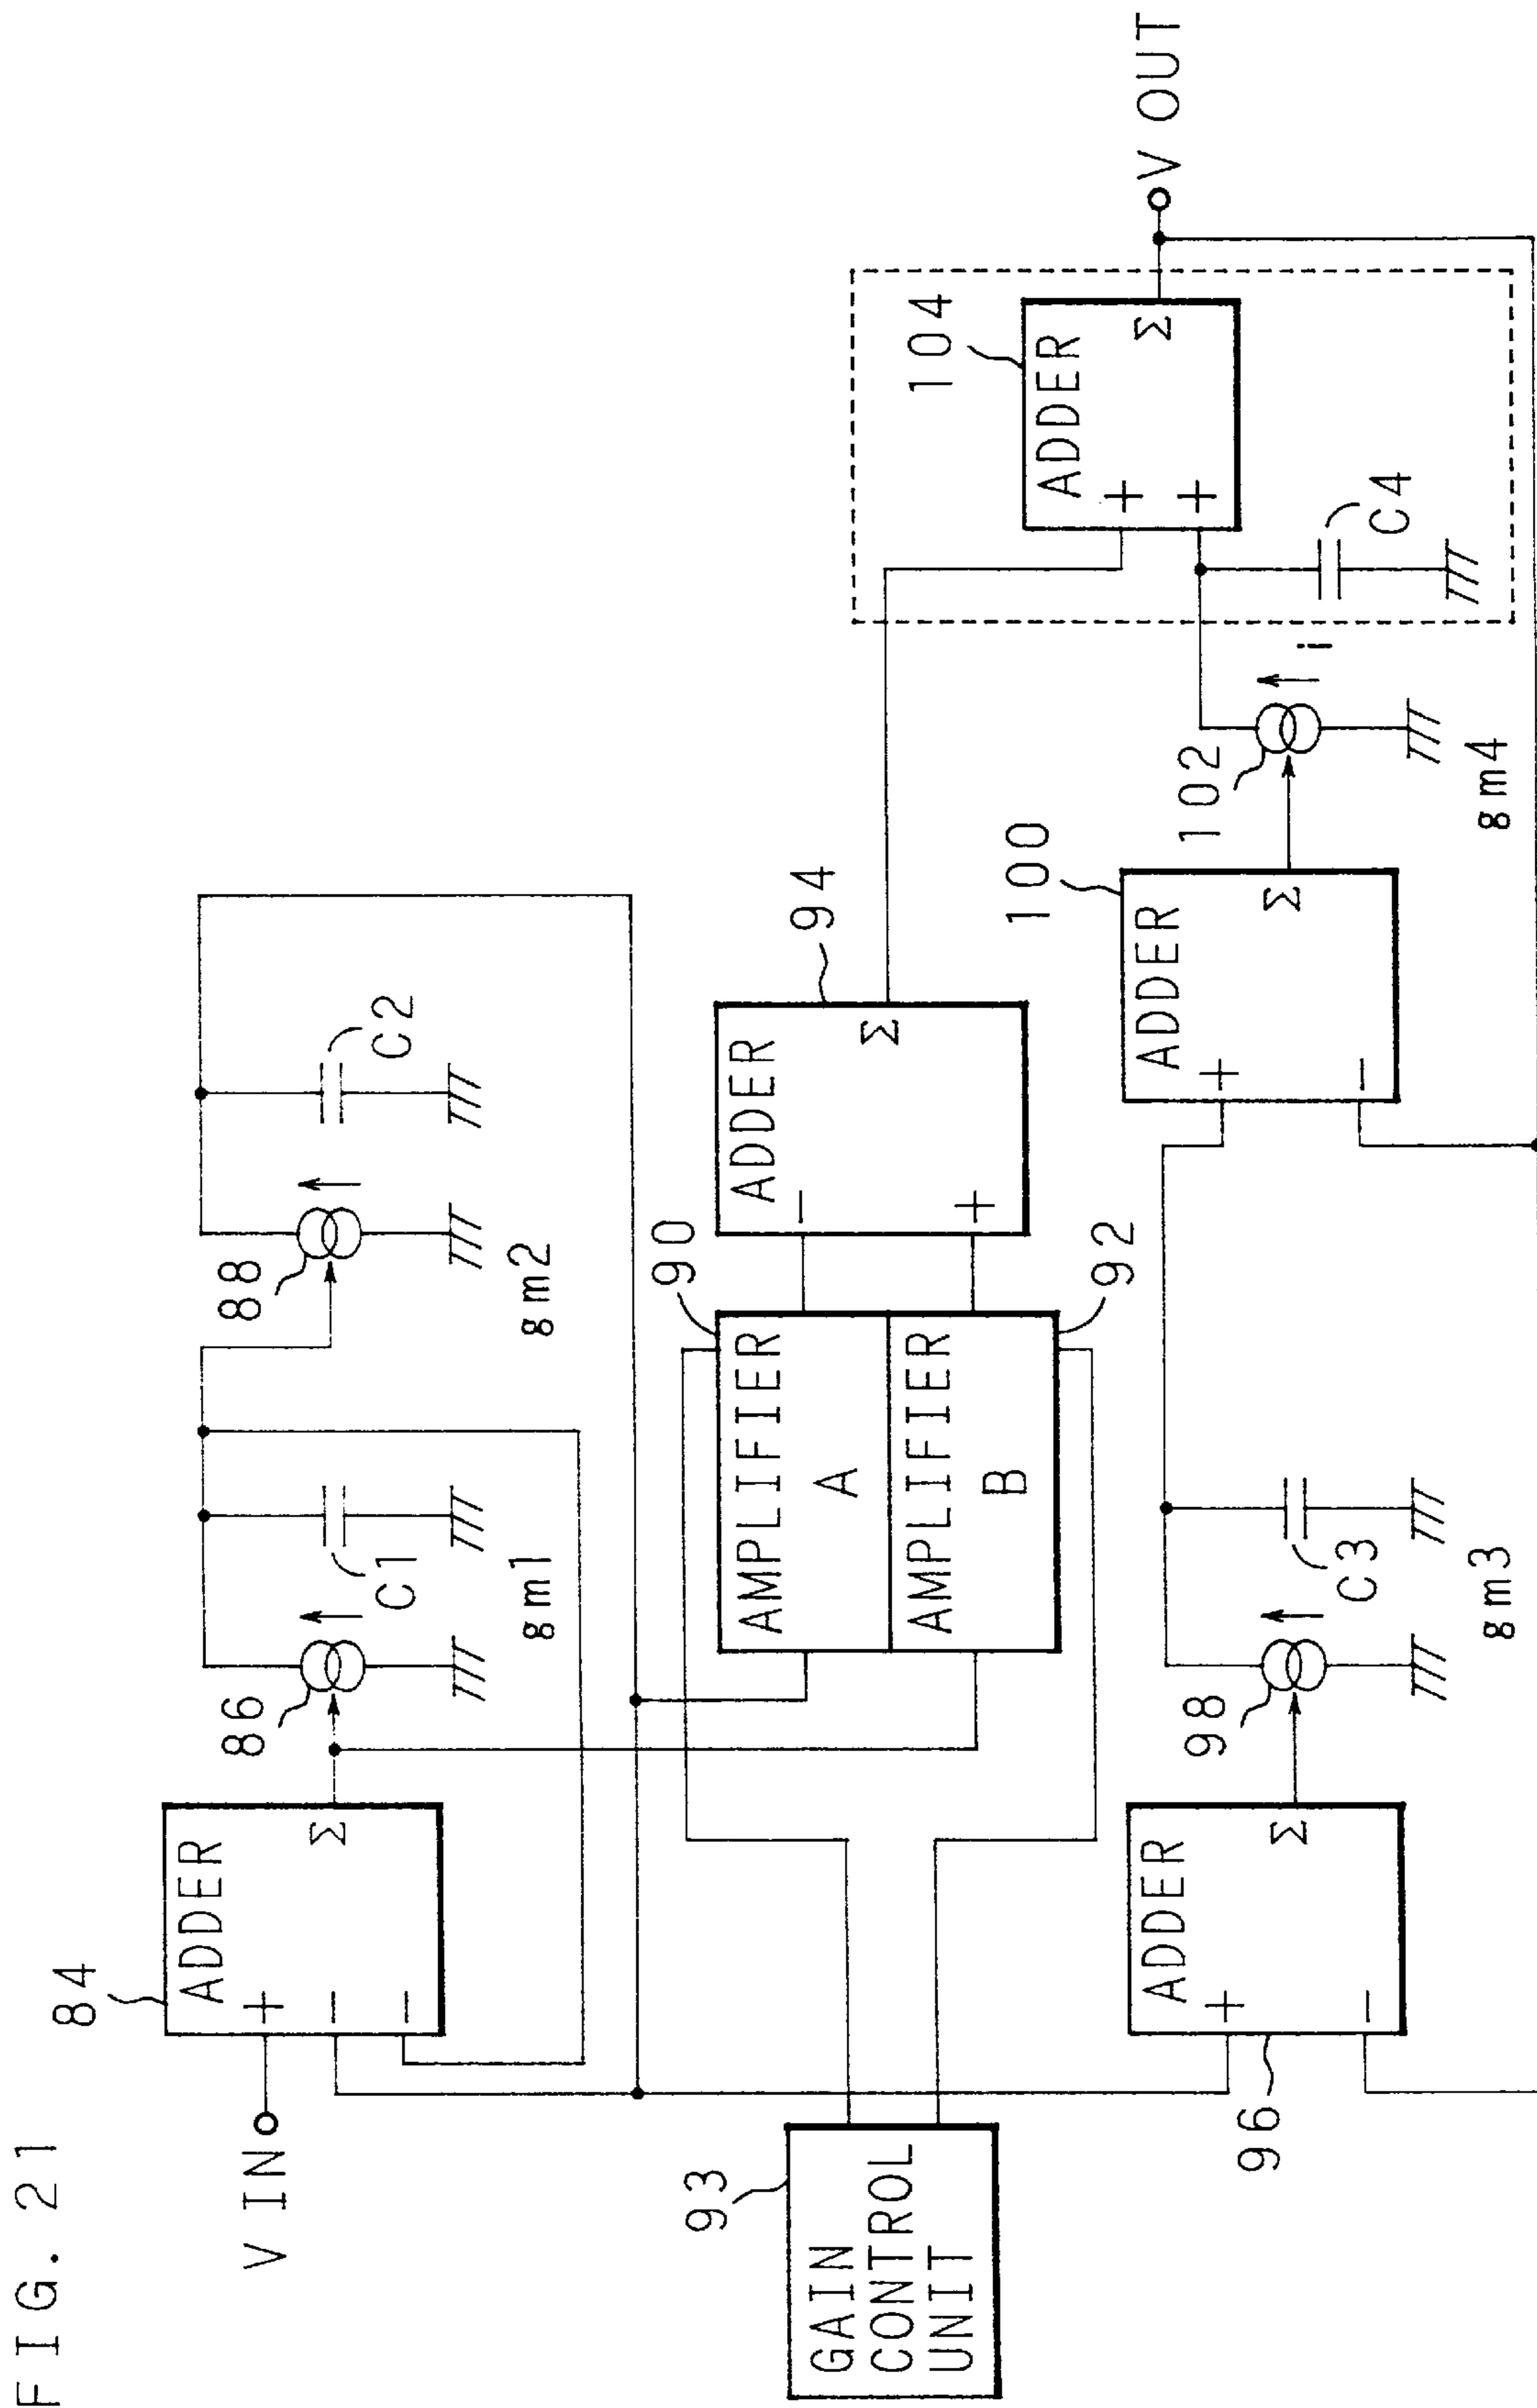 FIG. 21
V IN
84
ADDER
+
−
−
Σ
86
gm1
C1
88
gm2
C2
93
GAIN
CONTROL
UNIT
90
AMPLIFIER
A
AMPLIFIER
B
92
94
ADDER
−
+
Σ
96
ADDER
+
−
Σ
98
gm3
C3
100
ADDER
+
−
Σ
102
gm4
i
C4
104
ADDER
+
+
Σ
V OUT